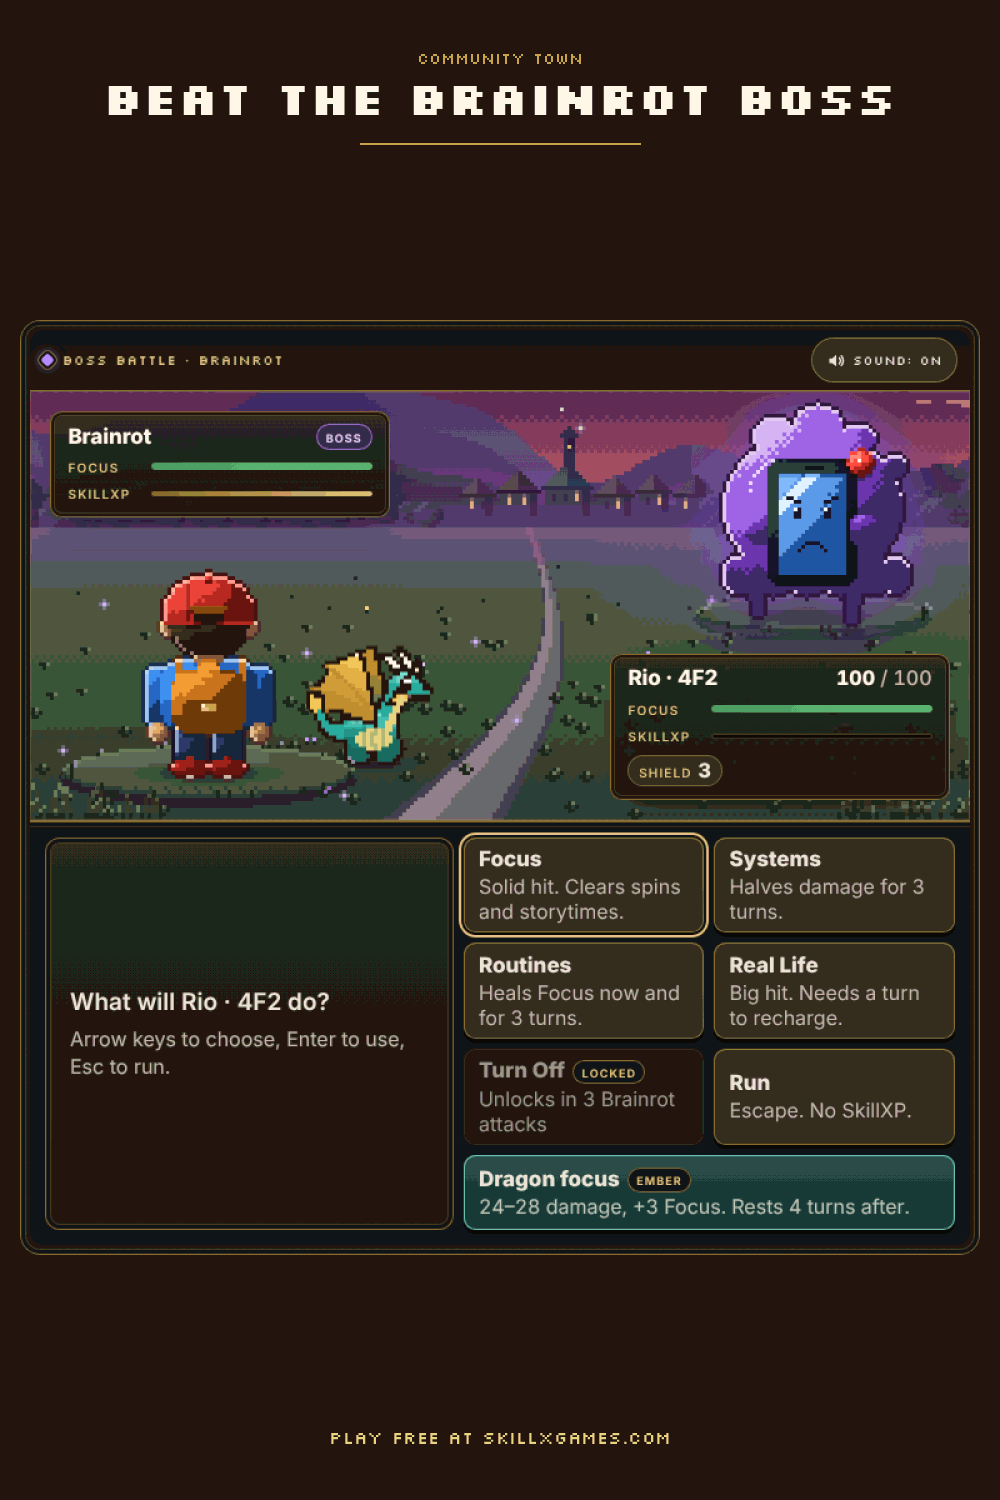 COMMUNITY TOWN
BEAT THE BRAINROT BOSS
BOSS BATTLE · BRAINROT
SOUND: ON
Brainrot BOSS
FOCUS
SKILLXP
Rio · 4F2 100 / 100
FOCUS
SKILLXP
SHIELD 3
What will Rio · 4F2 do?
Arrow keys to choose, Enter to use,
Esc to run.
Focus
Solid hit. Clears spins
and storytimes.
Systems
Halves damage for 3
turns.
Routines
Heals Focus now and
for 3 turns.
Real Life
Big hit. Needs a turn
to recharge.
Turn Off LOCKED
Unlocks in 3 Brainrot
attacks
Run
Escape. No SkillXP.
Dragon focus EMBER
24–28 damage, +3 Focus. Rests 4 turns after.
PLAY FREE AT SKILLXGAMES.COM